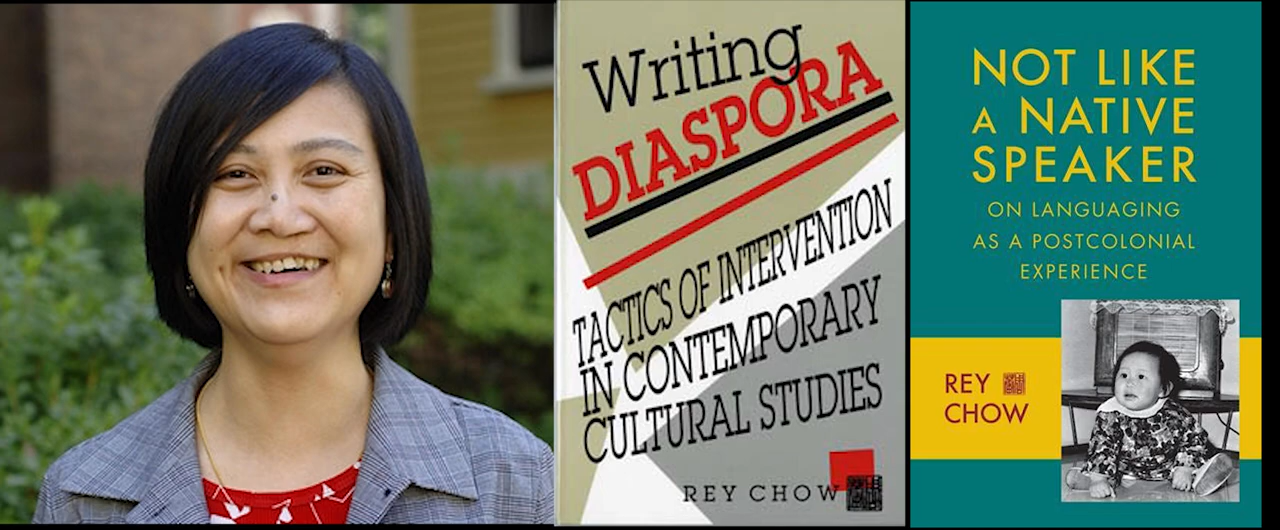 Writing
DIASPORA
TACTICS OF INTERVENTION
IN CONTEMPORARY
CULTURAL STUDIES
REY CHOW
NOT LIKE
A NATIVE
SPEAKER
ON LANGUAGING
AS A POSTCOLONIAL
EXPERIENCE
REY
CHOW